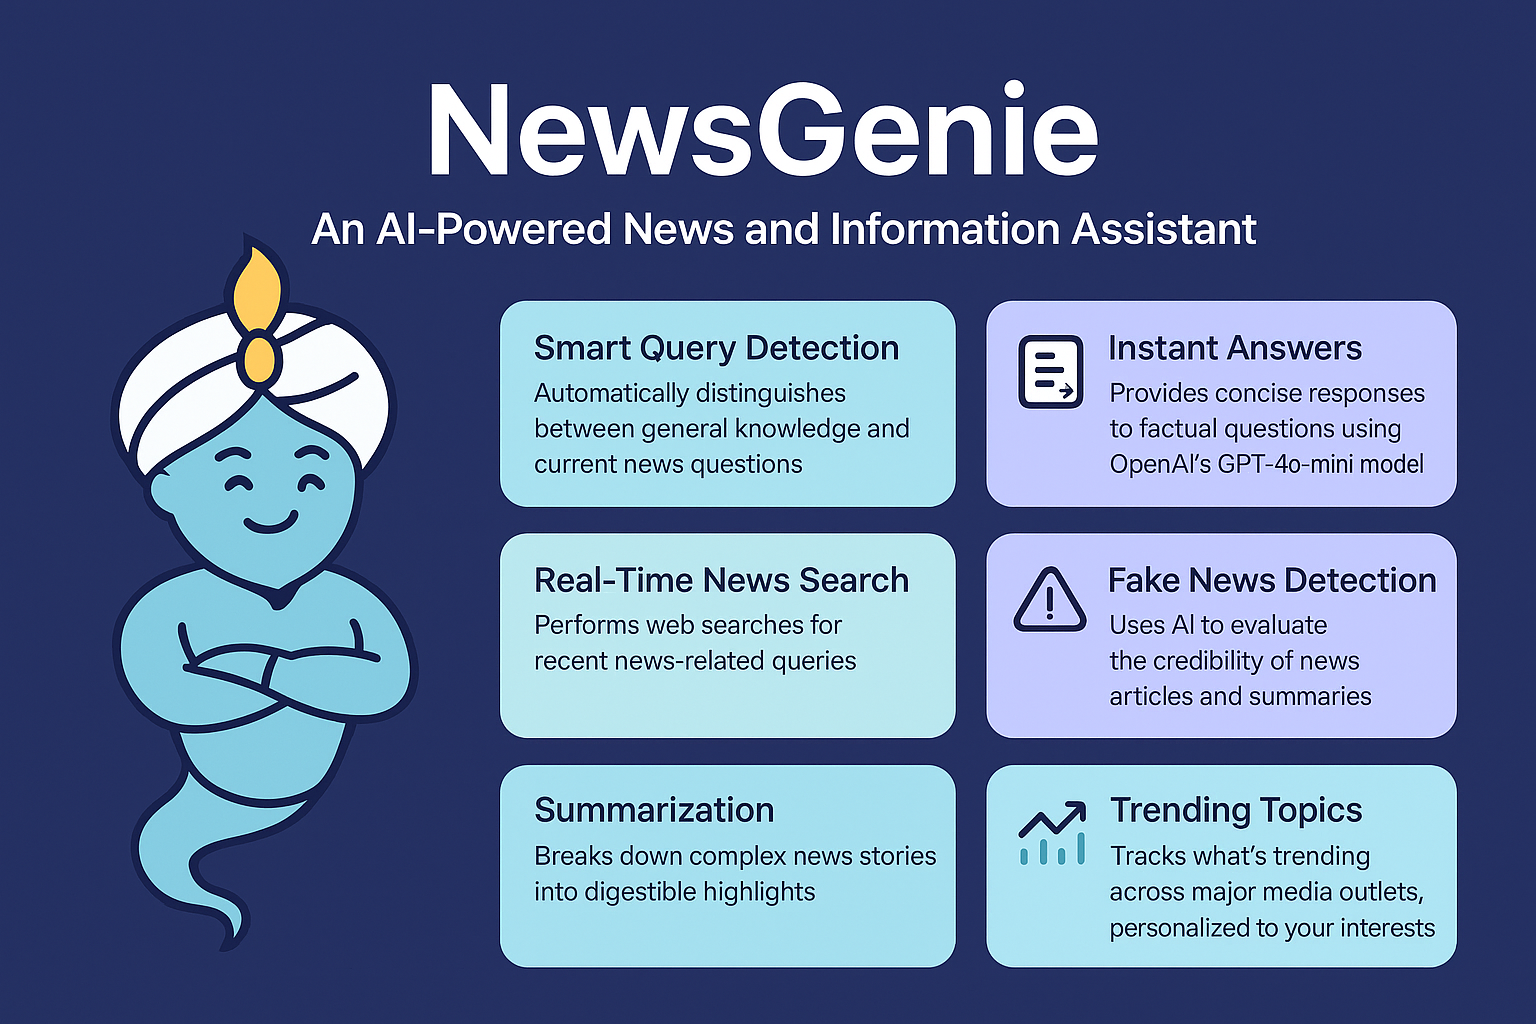 NewsGenie
An AI-Powered News and Information Assistant
Smart Query Detection
Automatically distinguishes
between general knowledge and
current news questions
Instant Answers
Provides concise responses
to factual questions using
OpenAI's GPT-4o-mini model
Real-Time News Search
Performs web searches for
recent news-related queries
Fake News Detection
Uses AI to evaluate
the credibility of news
articles and summaries
Summarization
Breaks down complex news stories
into digestible highlights
Trending Topics
Tracks what's trending
across major media outlets,
personalized to your interests